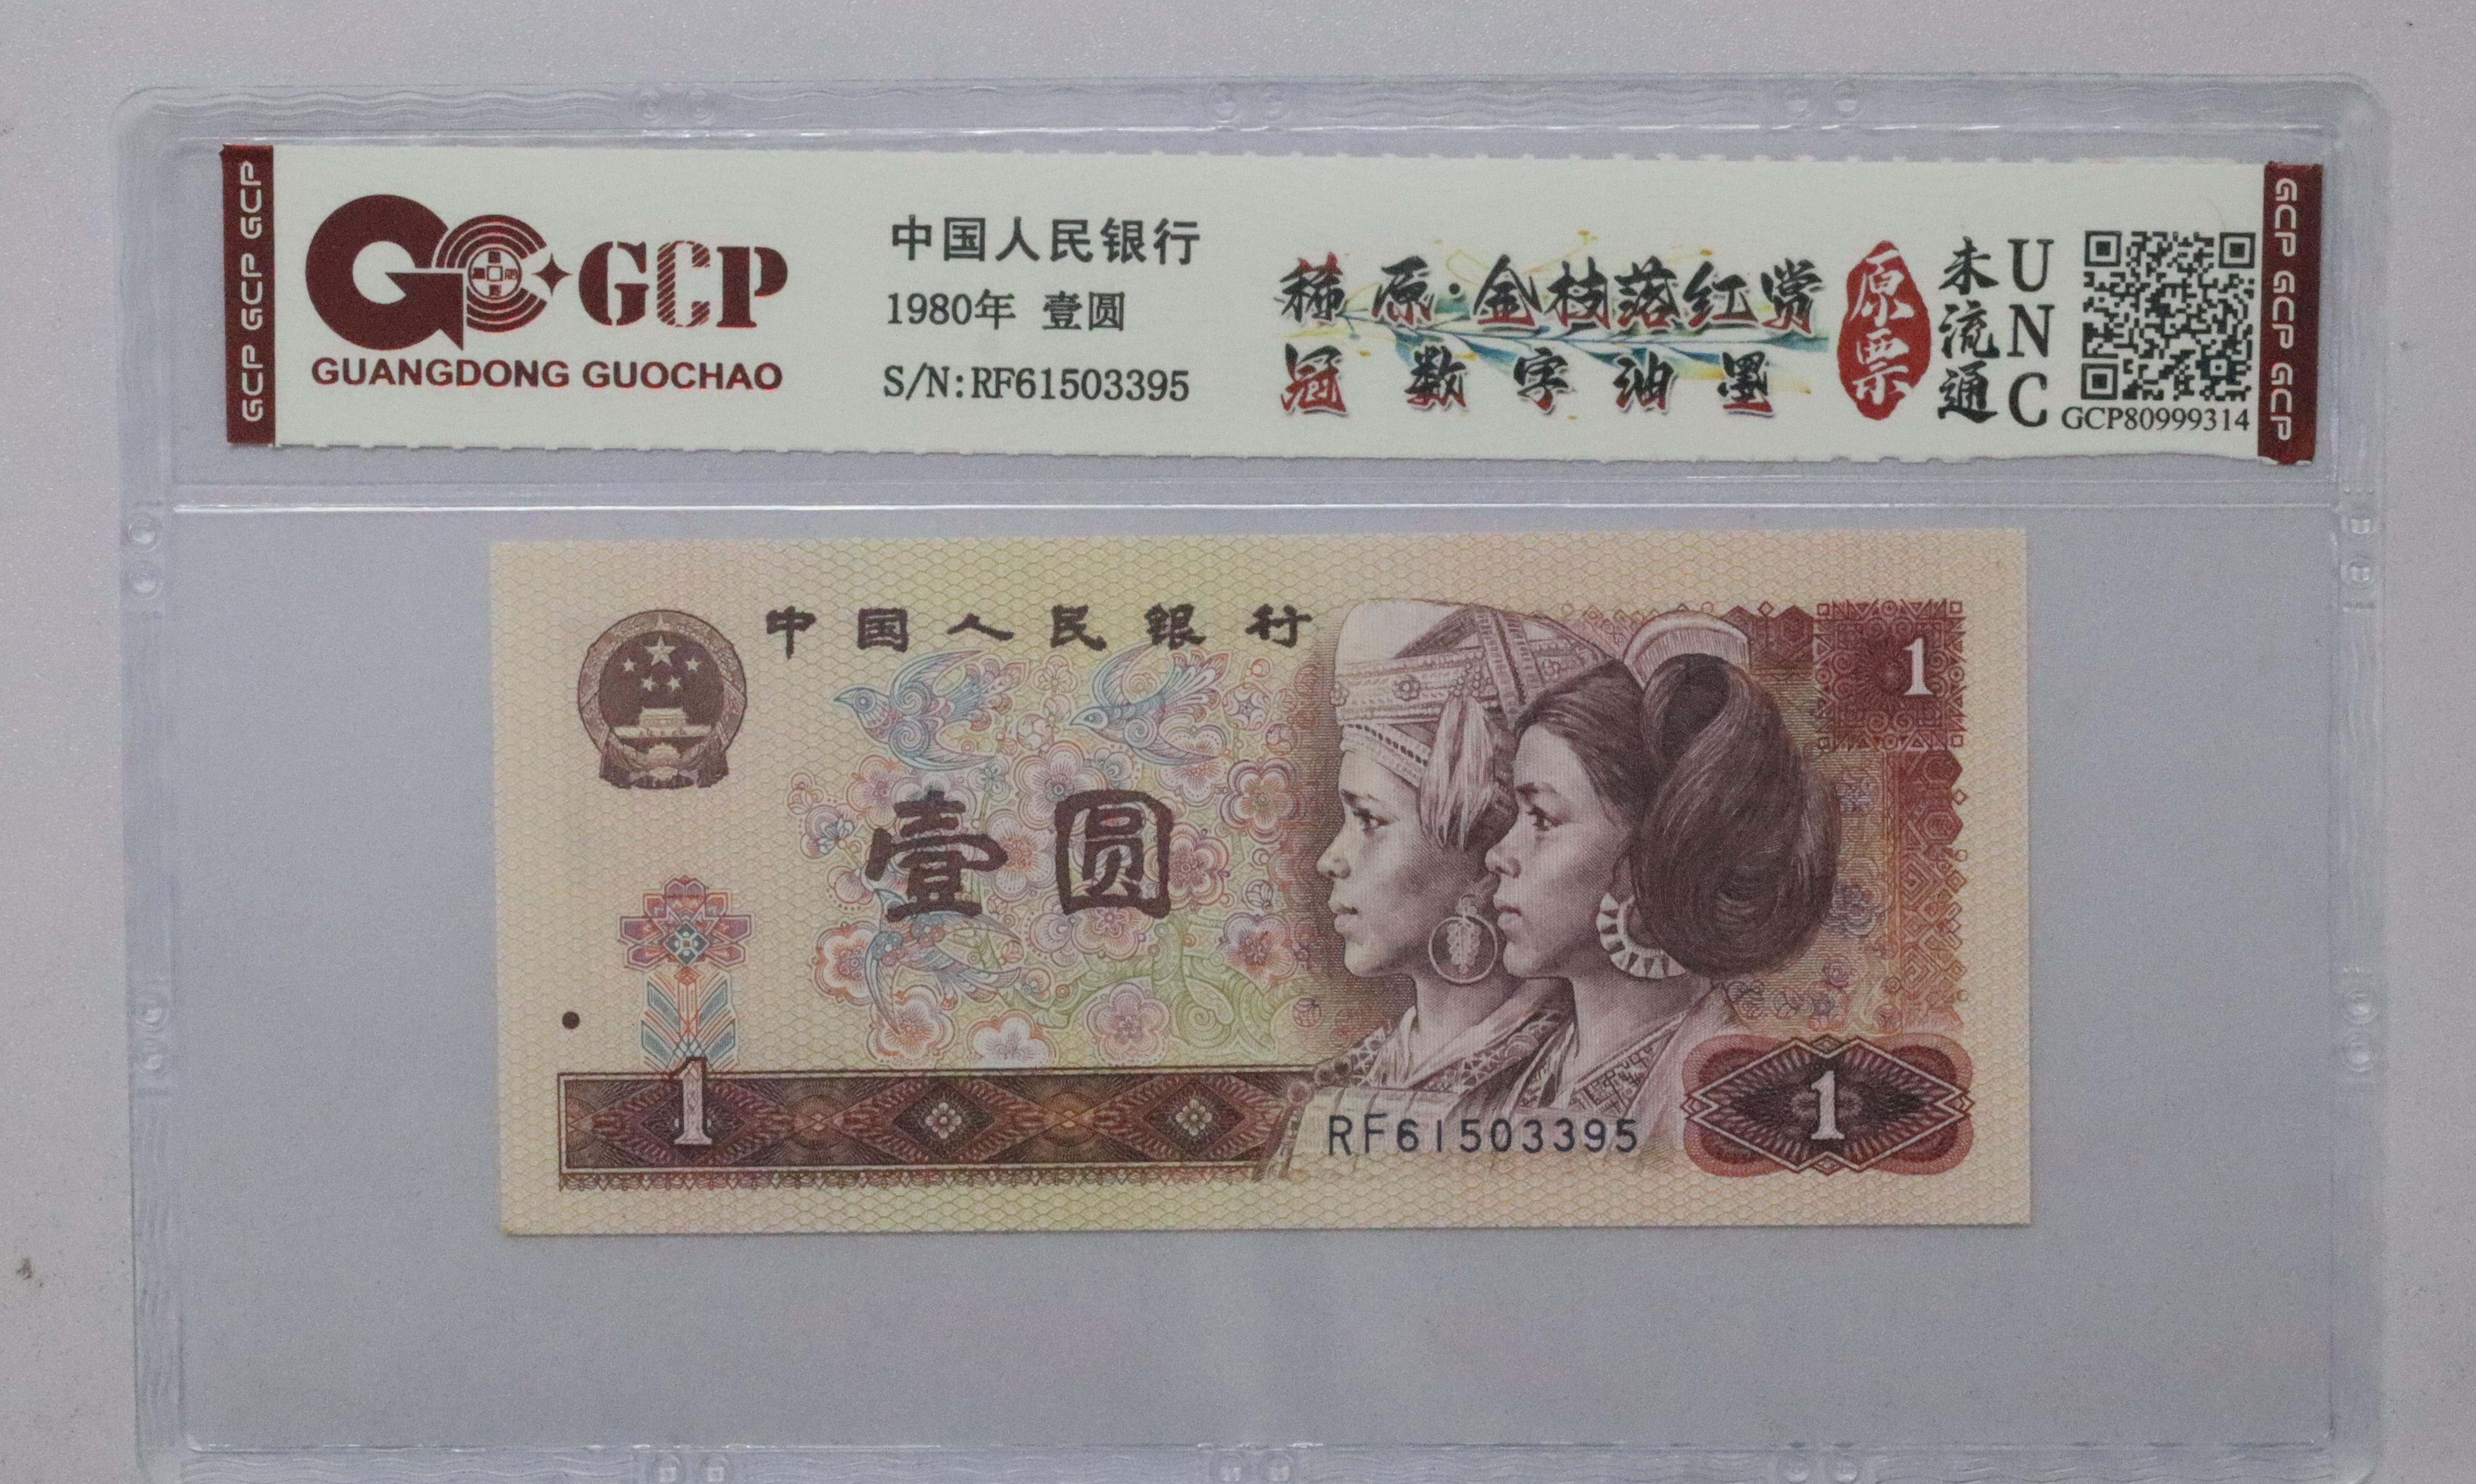 GCP GCP GCP
GCP
GUANGDONG GUOCHAO
中国人民银行
1980年 壹圆
S/N:RF61503395
稀原·金枝落红赏
冠数字油墨
原票
未流通
UNC
GCP80999314
GCP GCP GCP
中国人民银行
1
壹圆
1
RF61503395
1